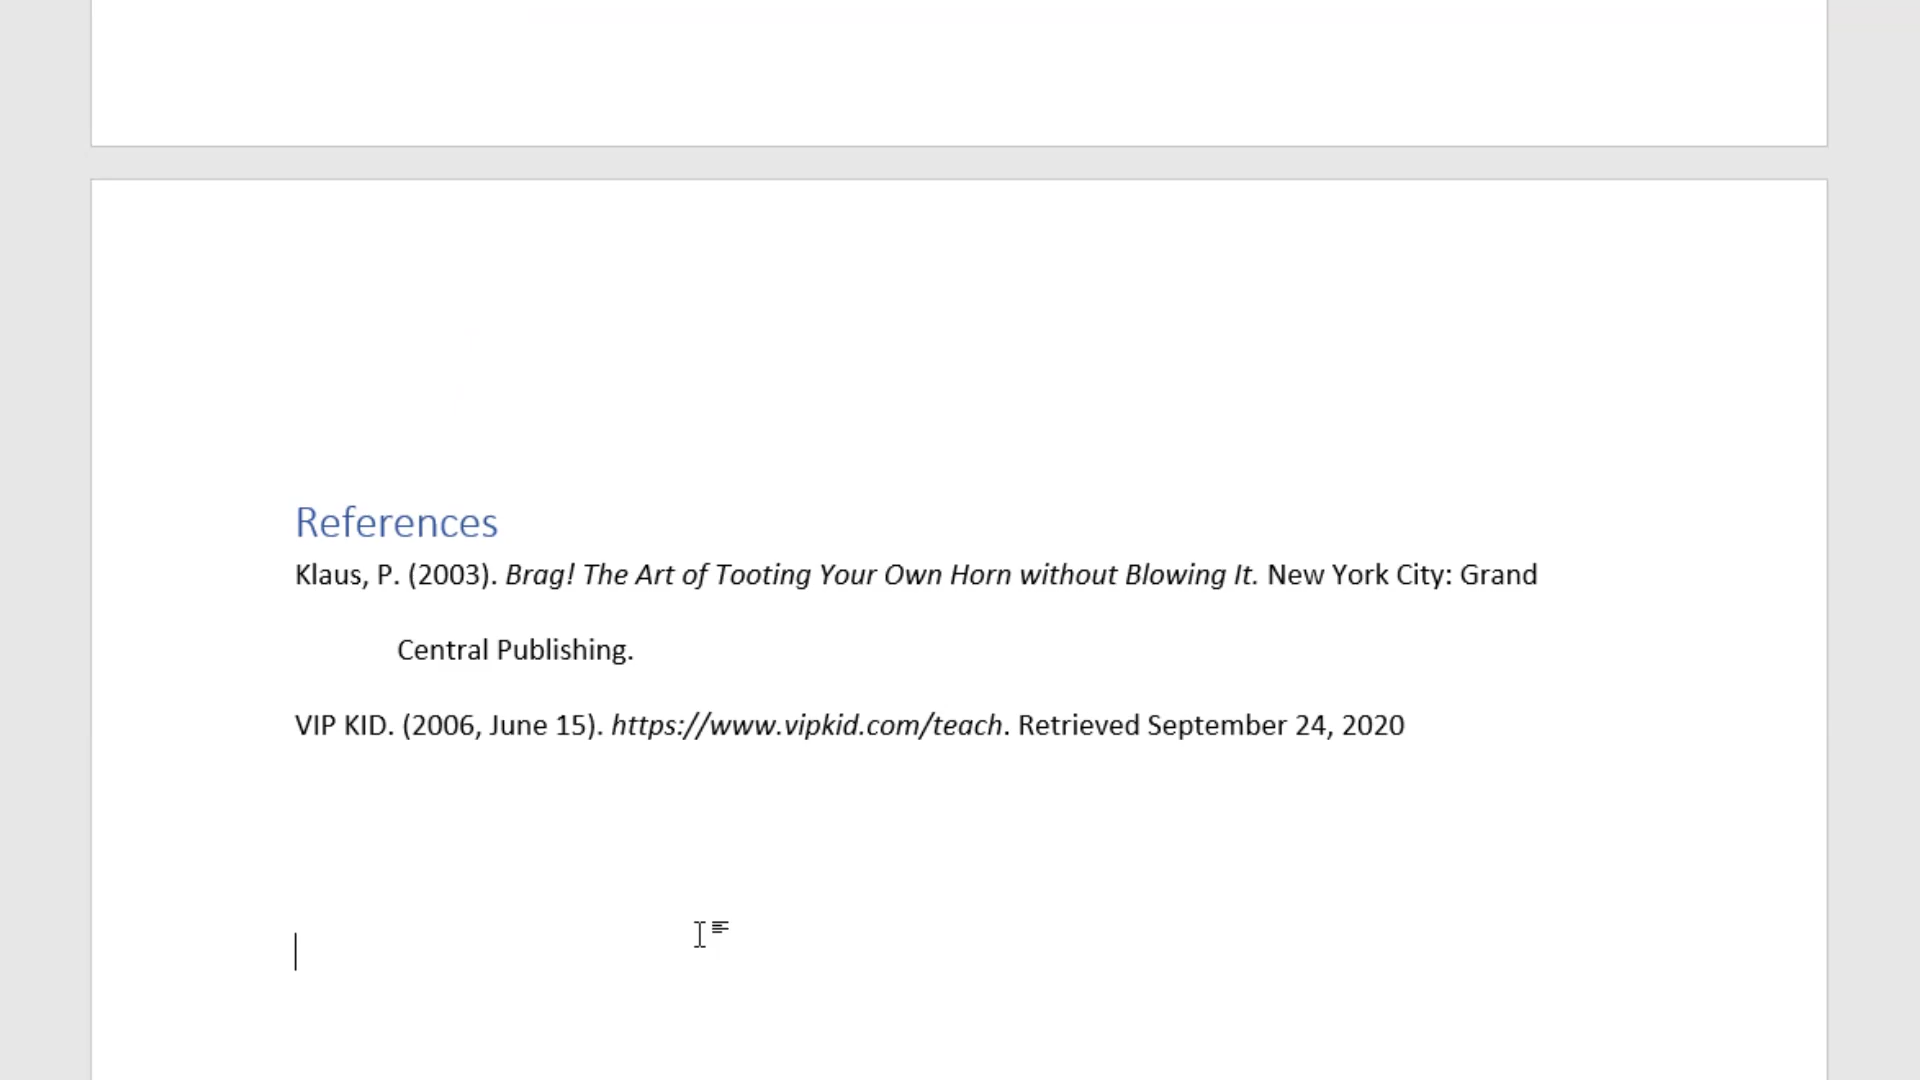 References
Klaus, P. (2003). Brag! The Art of Tooting Your Own Horn without Blowing It. New York City: Grand
Central Publishing.
VIP KID. (2006, June 15). https://www.vipkid.com/teach. Retrieved September 24, 2020